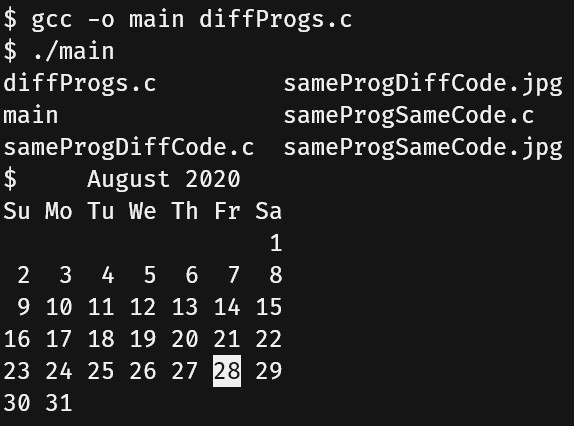 $ gcc -o main diffProgs.c
$ ./main
diffProgs.c         sameProgDiffCode.jpg
main                sameProgSameCode.c
sameProgDiffCode.c  sameProgSameCode.jpg
$     August 2020
Su Mo Tu We Th Fr Sa
                   1
 2  3  4  5  6  7  8
 9 10 11 12 13 14 15
16 17 18 19 20 21 22
23 24 25 26 27 28 29
30 31